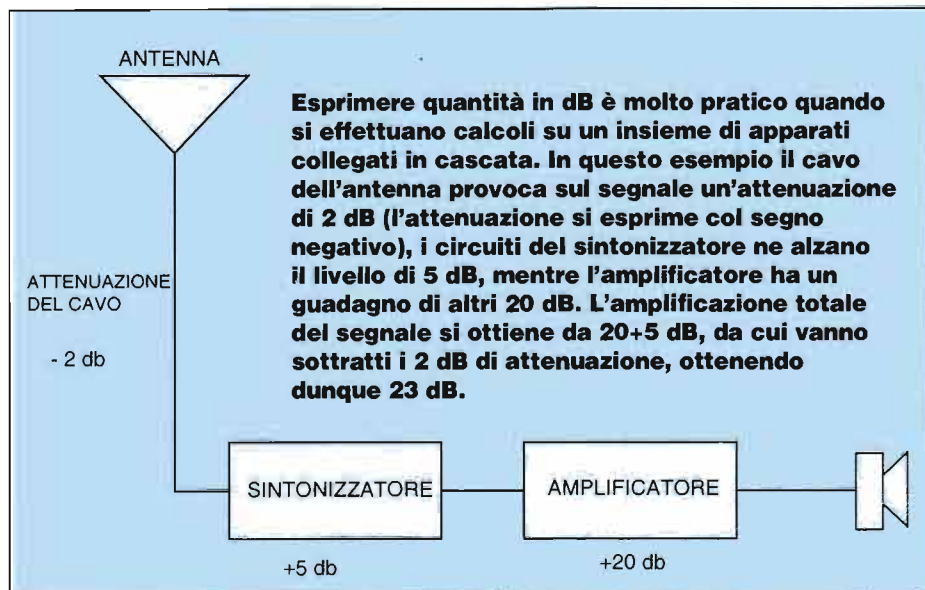 ANTENNA
Esprimere quantità in dB è molto pratico quando
si effettuano calcoli su un insieme di apparati
collegati in cascata. In questo esempio il cavo
dell'antenna provoca sul segnale un'attenuazione
di 2 dB (l'attenuazione si esprime col segno
negativo), i circuiti del sintonizzatore ne alzano
il livello di 5 dB, mentre l'amplificatore ha un
guadagno di altri 20 dB. L'amplificazione totale
del segnale si ottiene da 20+5 dB, da cui vanno
sottratti i 2 dB di attenuazione, ottenendo
dunque 23 dB.
ATTENUAZIONE
DEL CAVO
- 2 db
SINTONIZZATORE
AMPLIFICATORE
+5 db
+20 db